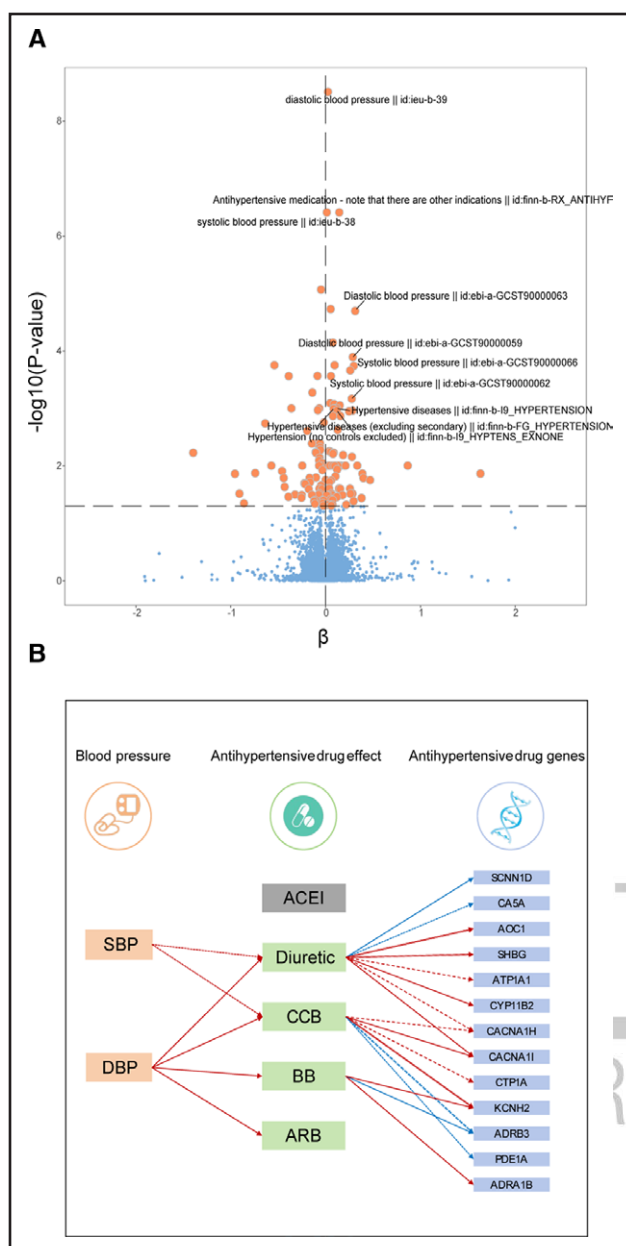 A
8
6
4
2
0
-log10(P-value)
diastolic blood pressure || id:ieu-b-39
Antihypertensive medication - note that there are other indications || id:finn-b-RX_ANTIHYF
systolic blood pressure || id:ieu-b-38
Diastolic blood pressure || id:ebi-a-GCST90000063
Diastolic blood pressure || id:ebi-a-GCST90000059
Systolic blood pressure || id:ebi-a-GCST90000066
Systolic blood pressure || id:ebi-a-GCST90000062
Hypertensive diseases || id:finn-b-I9_HYPERTENSION
Hypertensive diseases (excluding secondary) || id:finn-b-FG_HYPERTENSION
Hypertension (no controls excluded) || id:finn-b-I9_HYPTENS_EXNONE
-2 -1 0 1 2
β
B
Blood pressure Antihypertensive drug effect Antihypertensive drug genes
SBP
DBP
ACEI
Diuretic
CCB
BB
ARB
SCNN1D
CA5A
AOC1
SHBG
ATP1A1
CYP11B2
CACNA1H
CACNA1I
CTP1A
KCNH2
ADRB3
PDE1A
ADRA1B